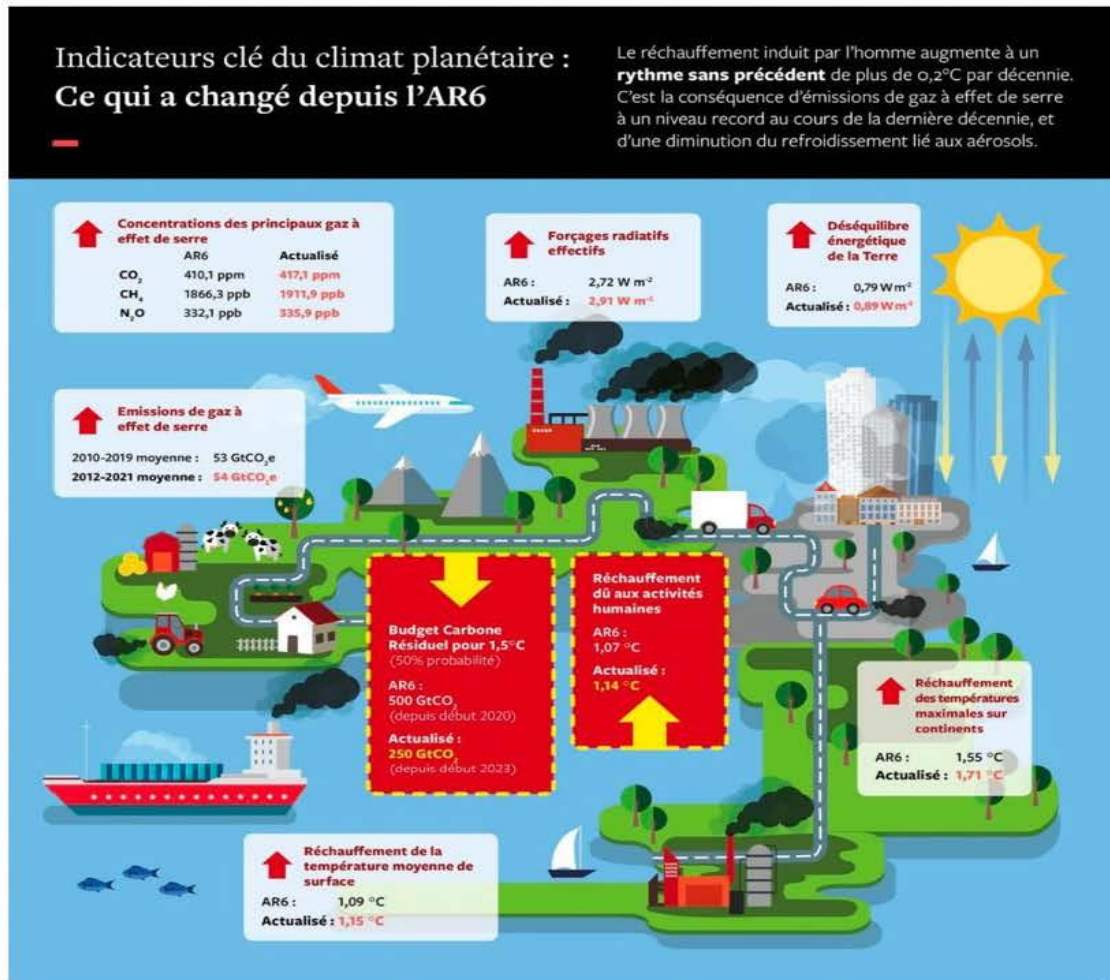 Indicateurs clé du climat planétaire :
Ce qui a changé depuis l’AR6
Le réchauffement induit par l’homme augmente à un
rythme sans précédent de plus de 0,2°C par décennie.
C’est la conséquence d’émissions de gaz à effet de serre
à un niveau record au cours de la dernière décennie, et
d’une diminution du refroidissement lié aux aérosols.
Concentrations des principaux gaz à
effet de serre
AR6 Actualisé
CO₂ 410,1 ppm 417,1 ppm
CH₄ 1866,3 ppb 1911,9 ppb
N₂O 332,1 ppb 335,9 ppb
Forçages radiatifs
effectifs
AR6 : 2,72 W m⁻²
Actualisé : 2,91 W m⁻²
Déséquilibre
énergétique
de la Terre
AR6 : 0,79 W m⁻²
Actualisé : 0,89 W m⁻²
Emissions de gaz à
effet de serre
2010-2019 moyenne : 53 GtCO₂e
2012-2021 moyenne : 54 GtCO₂e
Budget Carbone
Résiduel pour 1,5°C
(50% probabilité)
AR6 :
500 GtCO₂
(depuis début 2020)
Actualisé :
250 GtCO₂
(depuis début 2023)
Réchauffement
dû aux activités
humaines
AR6 :
1,07 °C
Actualisé :
1,14 °C
Réchauffement
des températures
maximales sur
continents
AR6 : 1,55 °C
Actualisé : 1,71 °C
Réchauffement de la
température moyenne de
surface
AR6 : 1,09 °C
Actualisé : 1,15 °C